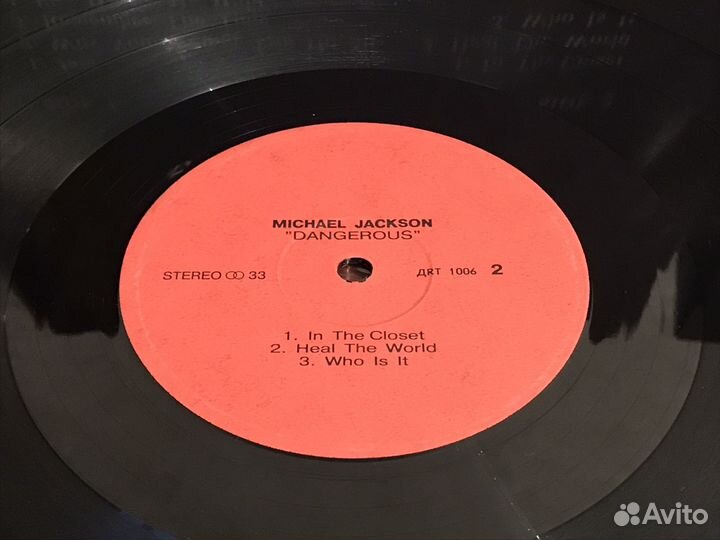 MICHAEL JACKSON
"DANGEROUS"
STEREO 33
ДRT 1006 2
1. In The Closet
2. Heal The World
3. Who Is It
Avito